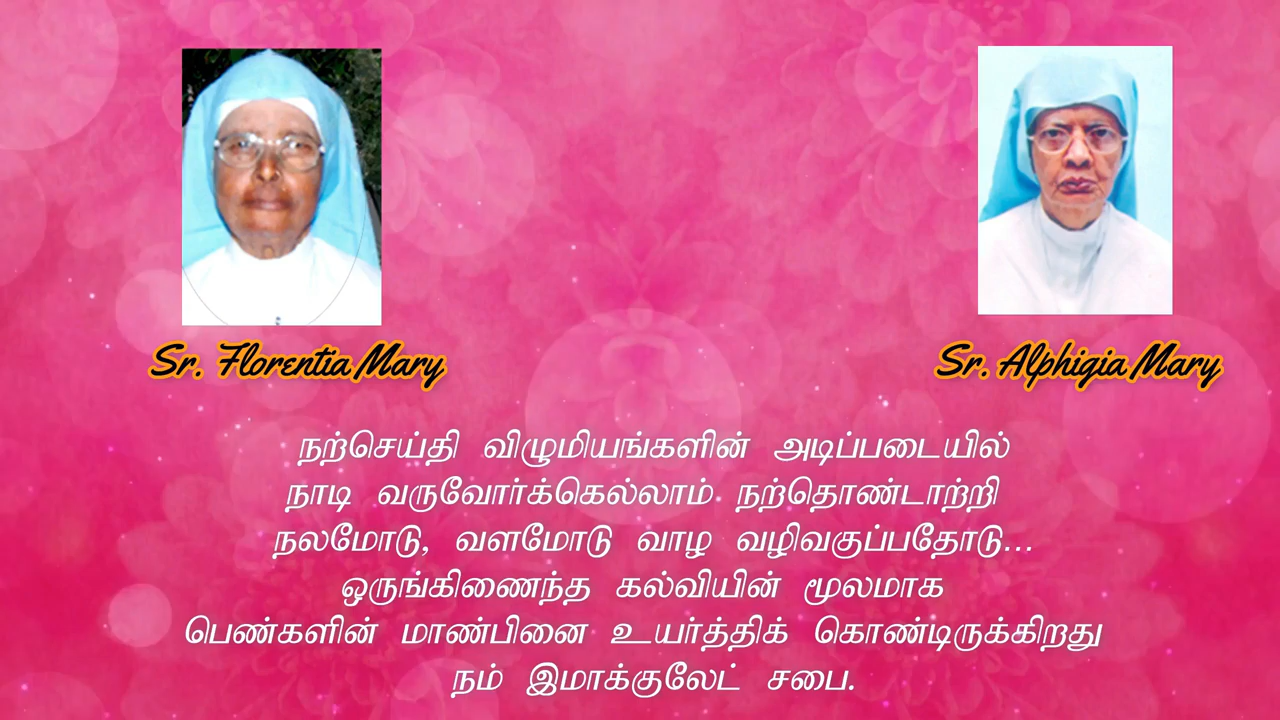 Sr. Florentia Mary
Sr. Alphigia Mary
நற்செய்தி விழுமியங்களின் அடிப்படையில்
நாடி வருவோர்க்கெல்லாம் நற்தொண்டாற்றி
நலமோடு, வளமோடு வாழ வழிவகுப்பதோடு...
ஒருங்கிணைந்த கல்வியின் மூலமாக
பெண்களின் மாண்பினை உயர்த்திக் கொண்டிருக்கிறது
நம் இமாக்குலேட் சபை.